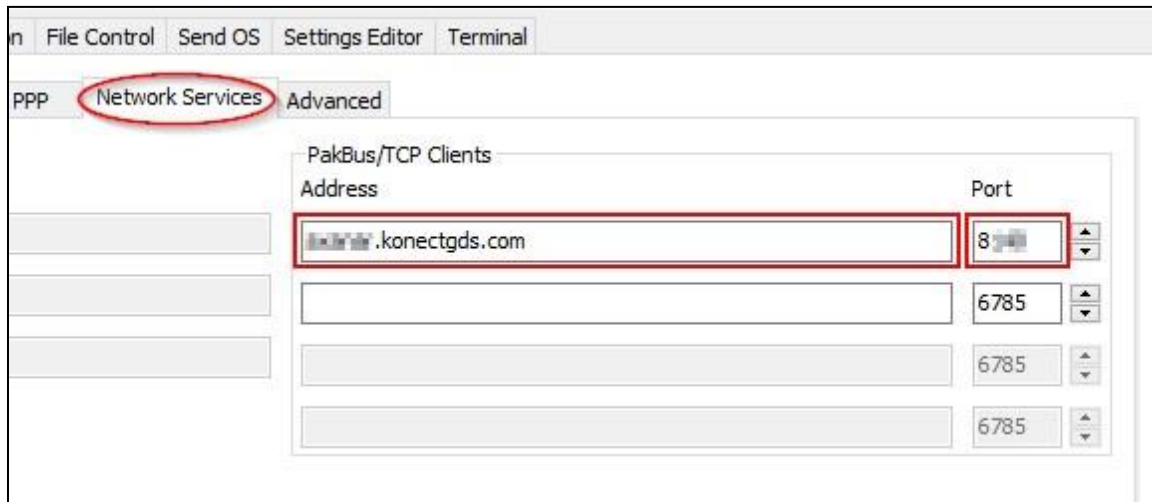 File Control Send OS Settings Editor Terminal
PPP Network Services Advanced
PakBus/TCP Clients
Address Port
.konectgds.com 8
6785
6785
6785